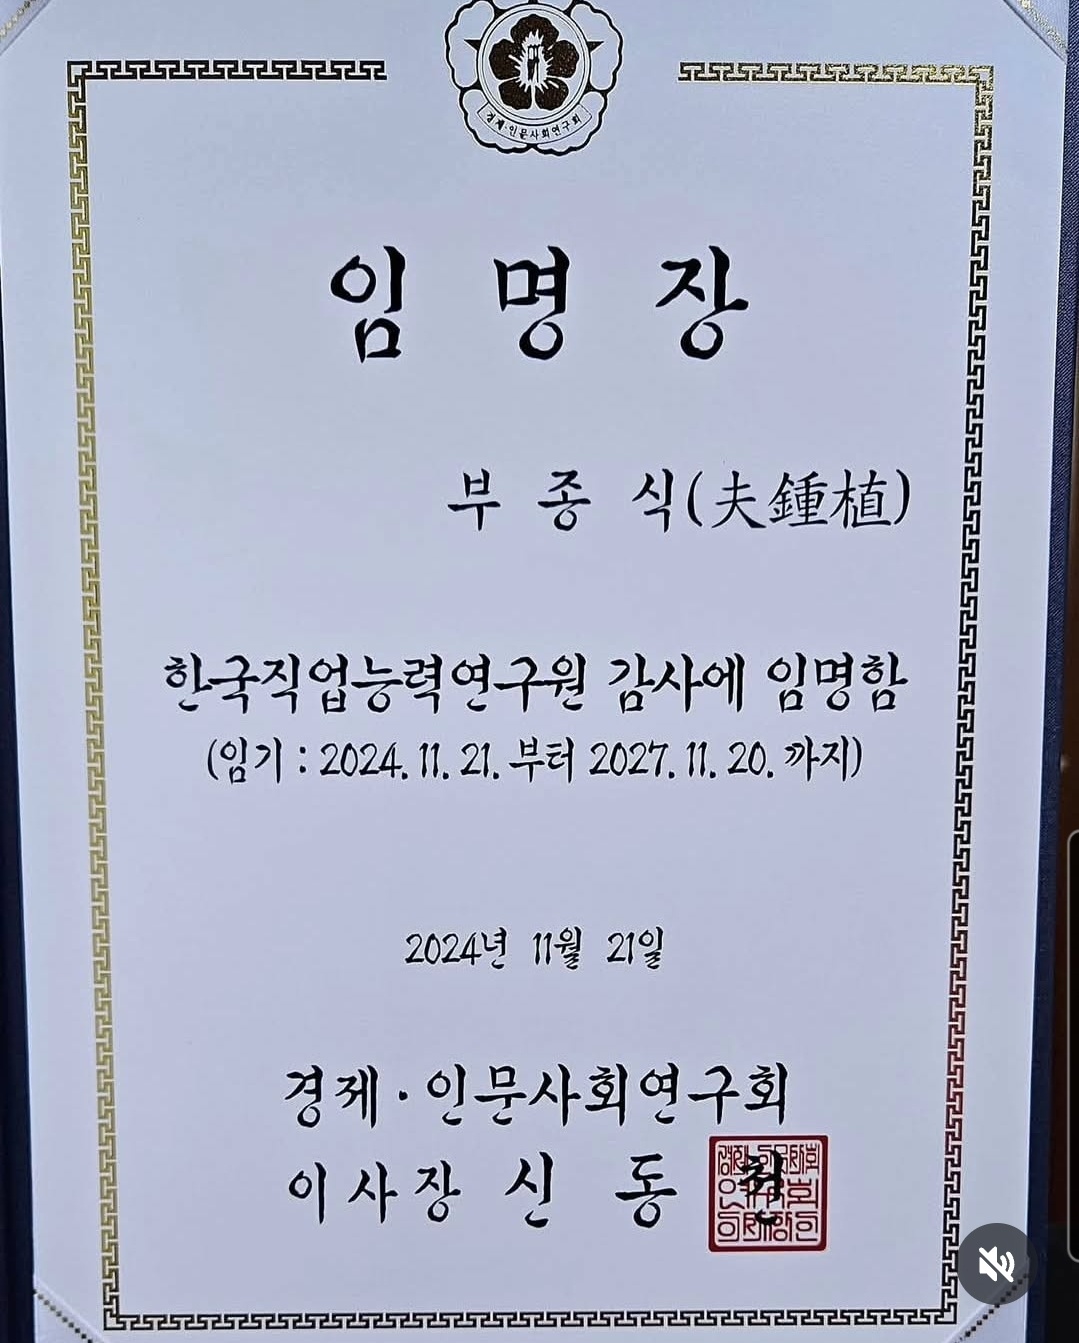 경제·인문사회연구회
임 명 장
부 종 식(夫鍾植)
한국직업능력연구원 감사에 임명함
(임기 : 2024. 11. 21. 부터 2027. 11. 20. 까지)
2024년 11월 21일
경제·인문사회연구회
이사장 신 동 천